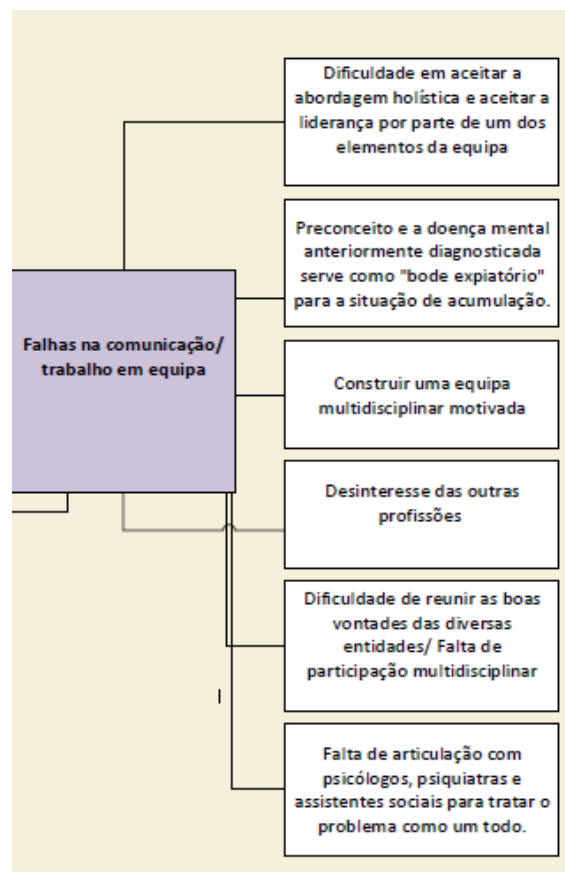 Dificuldade em aceitar a
abordagem holística e aceitar a
liderança por parte de um dos
elementos da equipa
Preconceito e a doença mental
anteriormente diagnosticada
serve como "bode expiatório"
para a situação de acumulação.
Falhas na comunicação/
trabalho em equipa
Construir uma equipa
multidisciplinar motivada
Desinteresse das outras
profissões
Dificuldade de reunir as boas
vontades das diversas
entidades/ Falta de
participação multidisciplinar
Falta de articulação com
psicólogos, psiquiatras e
assistentes sociais para tratar o
problema como um todo.